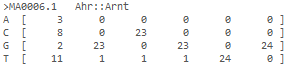 >MA0006.1   Ahr::Arnt
A  [     3     0     0     0     0     0 ]
C  [     8     0    23     0     0     0 ]
G  [     2    23     0    23     0    24 ]
T  [    11     1     1     1    24     0 ]